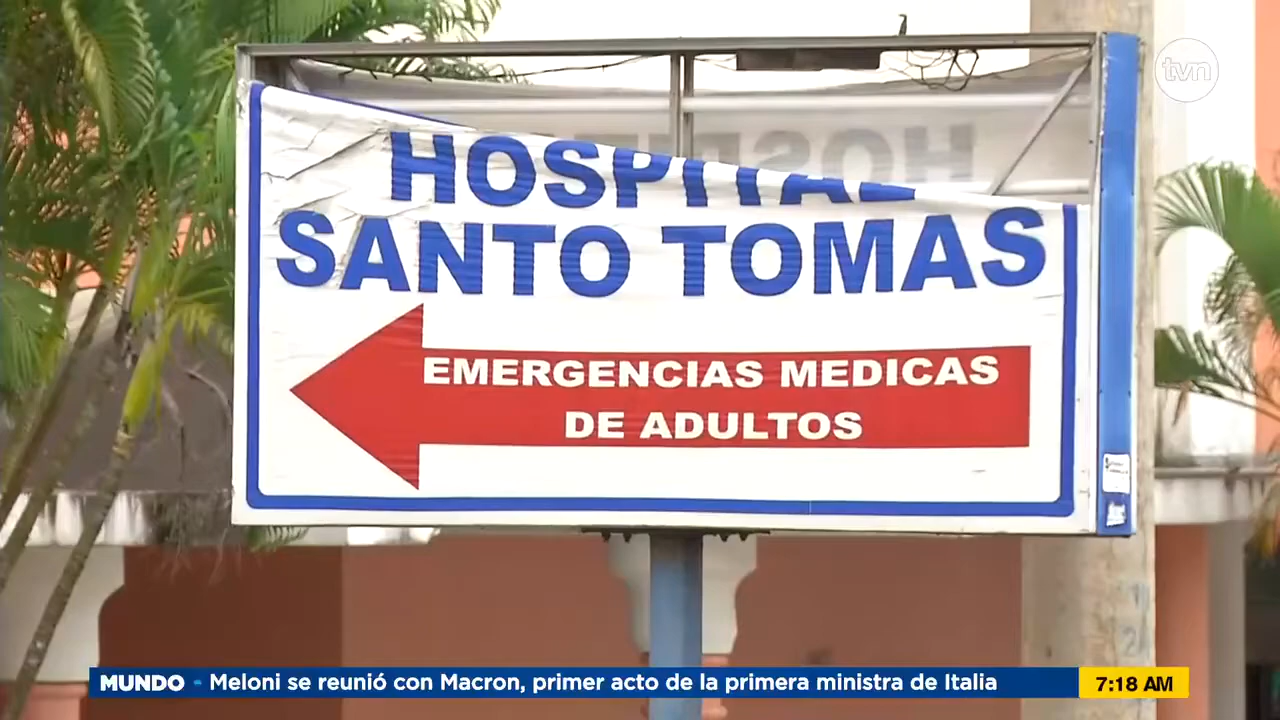 tvn
HOSPITAL
SANTO TOMAS
EMERGENCIAS MEDICAS
DE ADULTOS
MUNDO - Meloni se reunió con Macron, primer acto de la primera ministra de Italia
7:18 AM